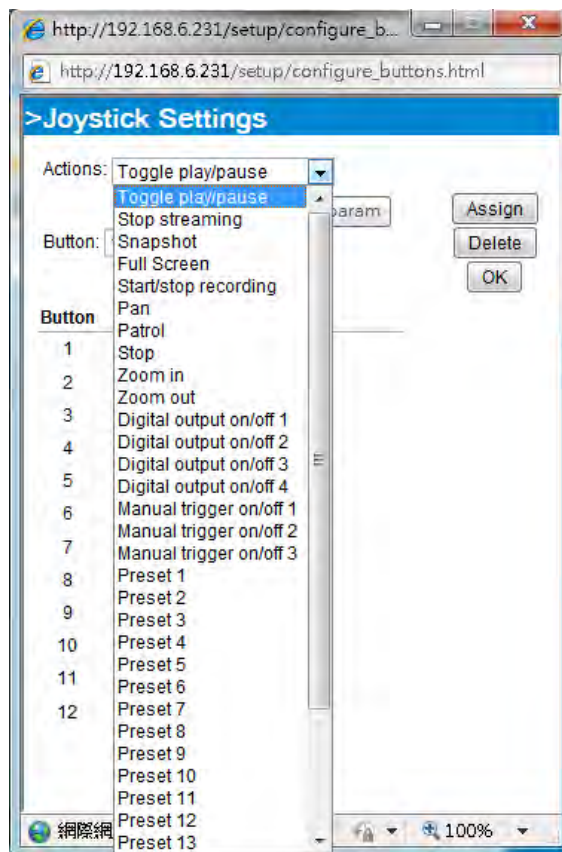 http://192.168.6.231/setup/configure_b...
http://192.168.6.231/setup/configure_buttons.html
>Joystick Settings
Actions: Toggle play/pause
Toggle play/pause
Stop streaming
Snapshot
Full Screen
Start/stop recording
Pan
Patrol
Stop
Zoom in
Zoom out
Digital output on/off 1
Digital output on/off 2
Digital output on/off 3
Digital output on/off 4
Manual trigger on/off 1
Manual trigger on/off 2
Manual trigger on/off 3
Preset 1
Preset 2
Preset 3
Preset 4
Preset 5
Preset 6
Preset 7
Preset 8
Preset 9
Preset 10
Preset 11
Preset 12
Preset 13
param
Assign
Button:
Delete
OK
Button
1
2
3
4
5
6
7
8
9
10
11
12
網際網
100%